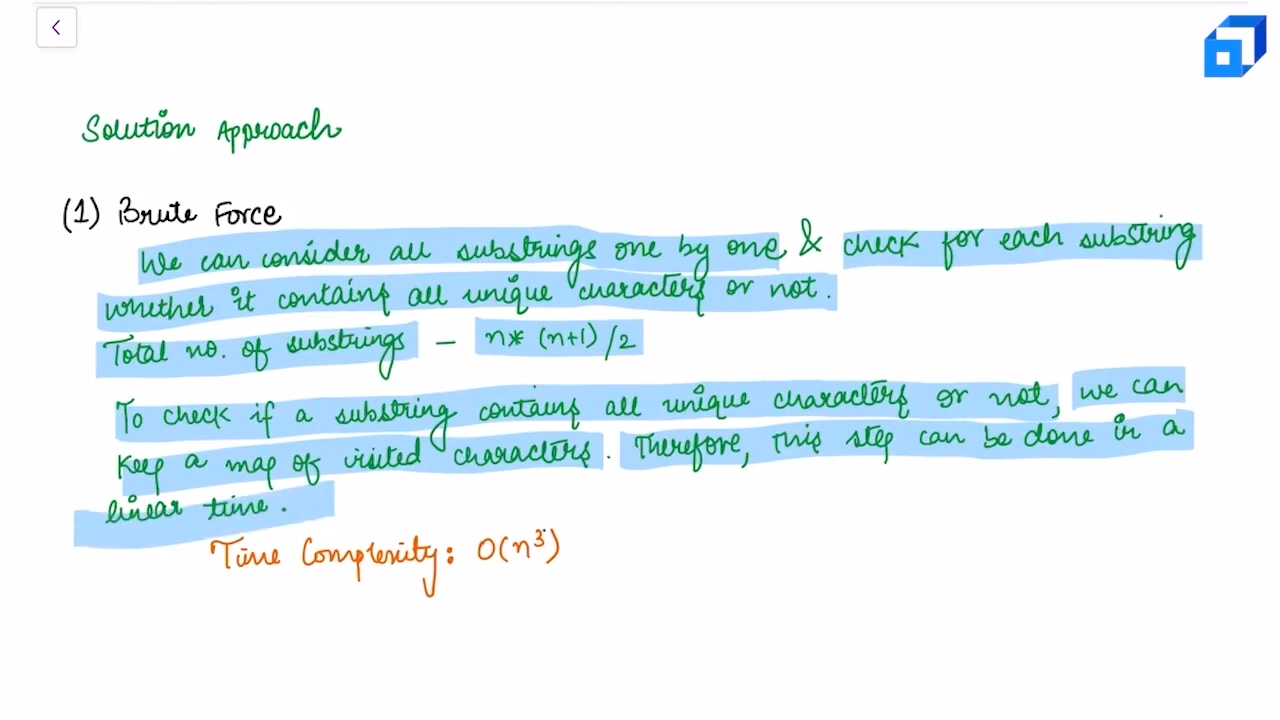 Solution Approach
(1) Brute Force
We can consider all substrings one by one & check for each substring
whether it contains all unique characters or not.
Total no. of substrings – n* (n+1)/2
To check if a substring contains all unique characters or not, we can
keep a map of visited characters. Therefore, this step can be done in a
linear time.
Time Complexity: O(n³)